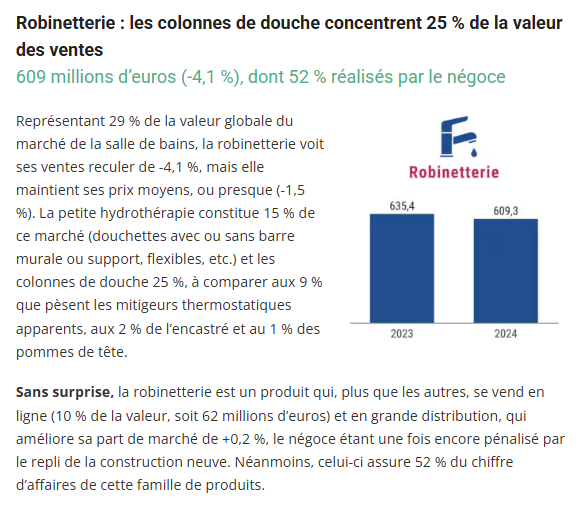 Robinetterie : les colonnes de douche concentrent 25 % de la valeur
des ventes
609 millions d’euros (-4,1 %), dont 52 % réalisés par le négoce
Représentant 29 % de la valeur globale du
marché de la salle de bains, la robinetterie voit
ses ventes reculer de -4,1 %, mais elle
maintient ses prix moyens, ou presque (-1,5
%). La petite hydrothérapie constitue 15 % de
ce marché (douchettes avec ou sans barre
murale ou support, flexibles, etc.) et les
colonnes de douche 25 %, à comparer aux 9 %
que pèsent les mitigeurs thermostatiques
apparents, aux 2 % de l’encastré et au 1 % des
pommes de tête.
Robinetterie
635,4
609,3
2023
2024
Sans surprise, la robinetterie est un produit qui, plus que les autres, se vend en
ligne (10 % de la valeur, soit 62 millions d’euros) et en grande distribution, qui
améliore sa part de marché de +0,2 %, le négoce étant une fois encore pénalisé par
le repli de la construction neuve. Néanmoins, celui-ci assure 52 % du chiffre
d’affaires de cette famille de produits.